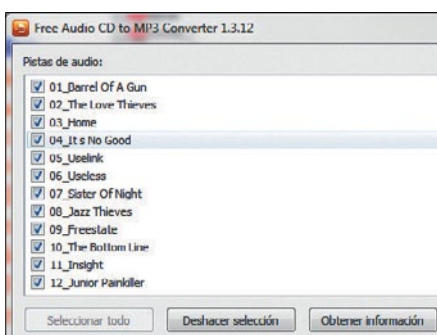 Free Audio CD to MP3 Converter 1.3.12
Pistas de audio:
01_Barrel Of A Gun
02_The Love Thieves
03_Home
04_It s No Good
05_Uselink
06_Useless
07_Sister Of Night
08_Jazz Thieves
09_Freestate
10_The Bottom Line
11_Insight
12_Junior Painkiller
Seleccionar todo Deshacer selección Obtener información